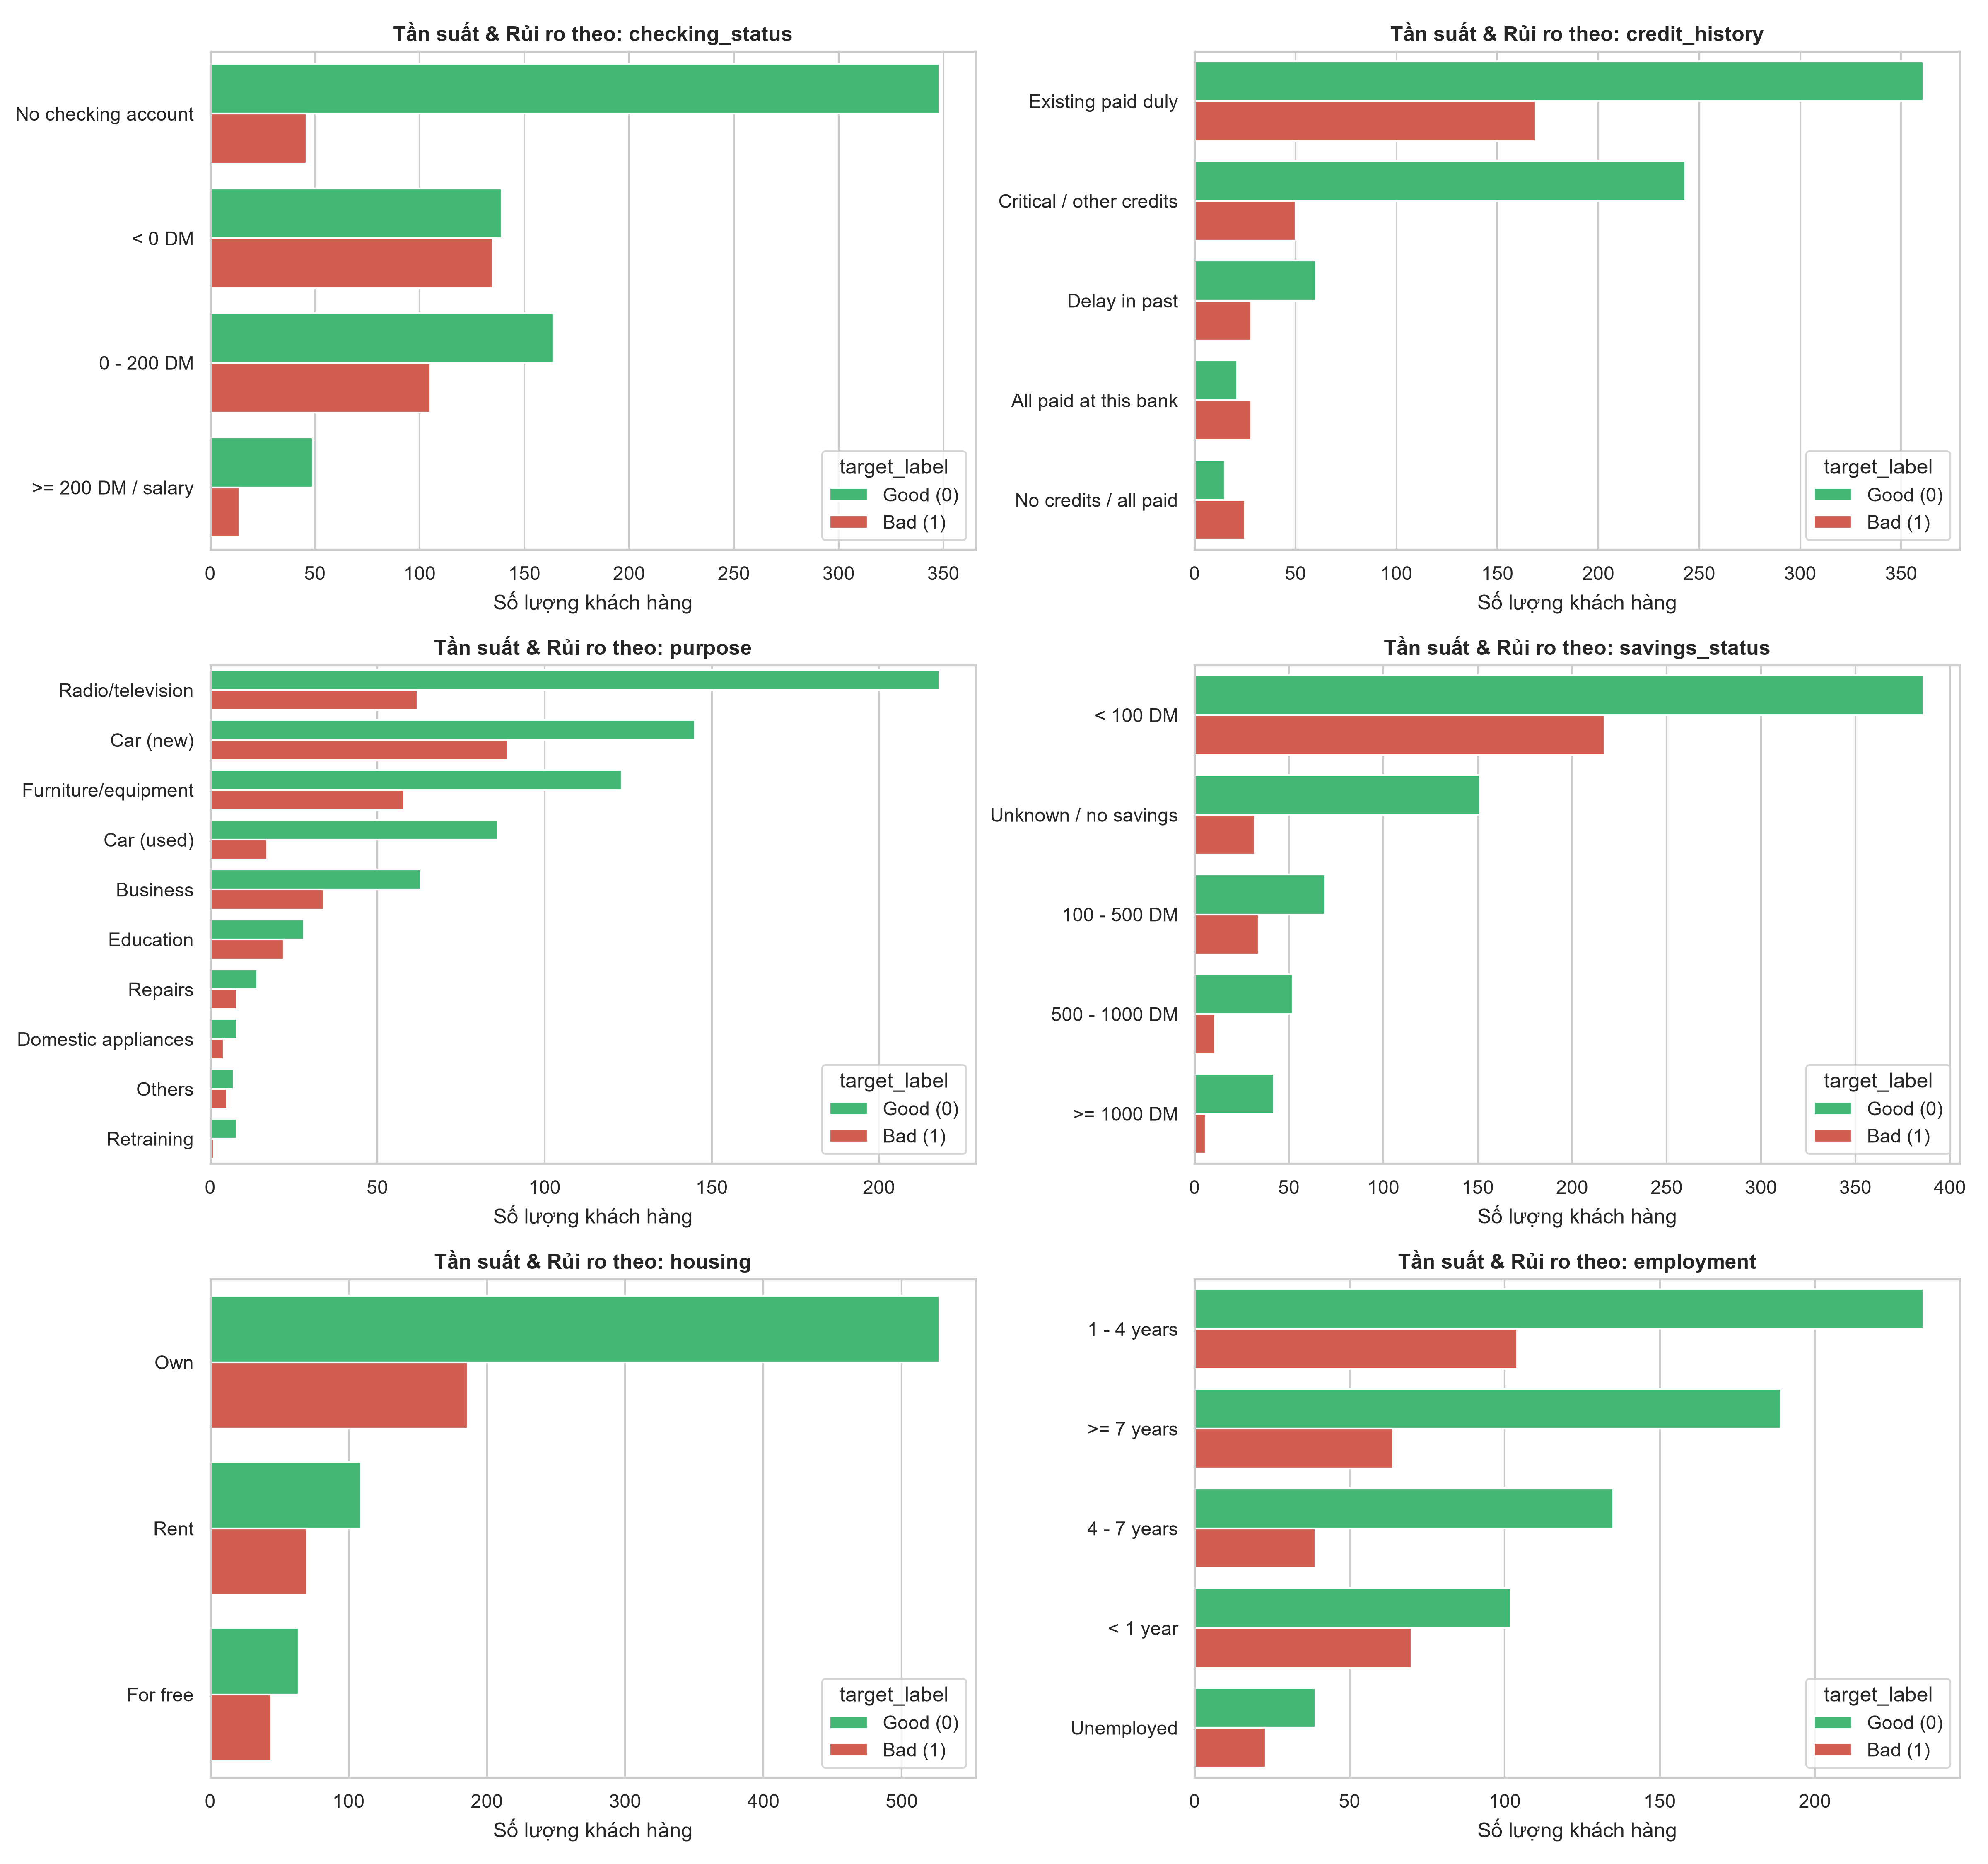 Tần suất & Rủi ro theo: checking_status
No checking account
< 0 DM
0 - 200 DM
>= 200 DM / salary
target_label
Good (0)
Bad (1)
0 50 100 150 200 250 300 350
Số lượng khách hàng
Tần suất & Rủi ro theo: credit_history
Existing paid duly
Critical / other credits
Delay in past
All paid at this bank
No credits / all paid
target_label
Good (0)
Bad (1)
0 50 100 150 200 250 300 350
Số lượng khách hàng
Tần suất & Rủi ro theo: purpose
Radio/television
Car (new)
Furniture/equipment
Car (used)
Business
Education
Repairs
Domestic appliances
Others
Retraining
target_label
Good (0)
Bad (1)
0 50 100 150 200
Số lượng khách hàng
Tần suất & Rủi ro theo: savings_status
< 100 DM
Unknown / no savings
100 - 500 DM
500 - 1000 DM
>= 1000 DM
target_label
Good (0)
Bad (1)
0 50 100 150 200 250 300 350 400
Số lượng khách hàng
Tần suất & Rủi ro theo: housing
Own
Rent
For free
target_label
Good (0)
Bad (1)
0 100 200 300 400 500
Số lượng khách hàng
Tần suất & Rủi ro theo: employment
1 - 4 years
>= 7 years
4 - 7 years
< 1 year
Unemployed
target_label
Good (0)
Bad (1)
0 50 100 150 200
Số lượng khách hàng